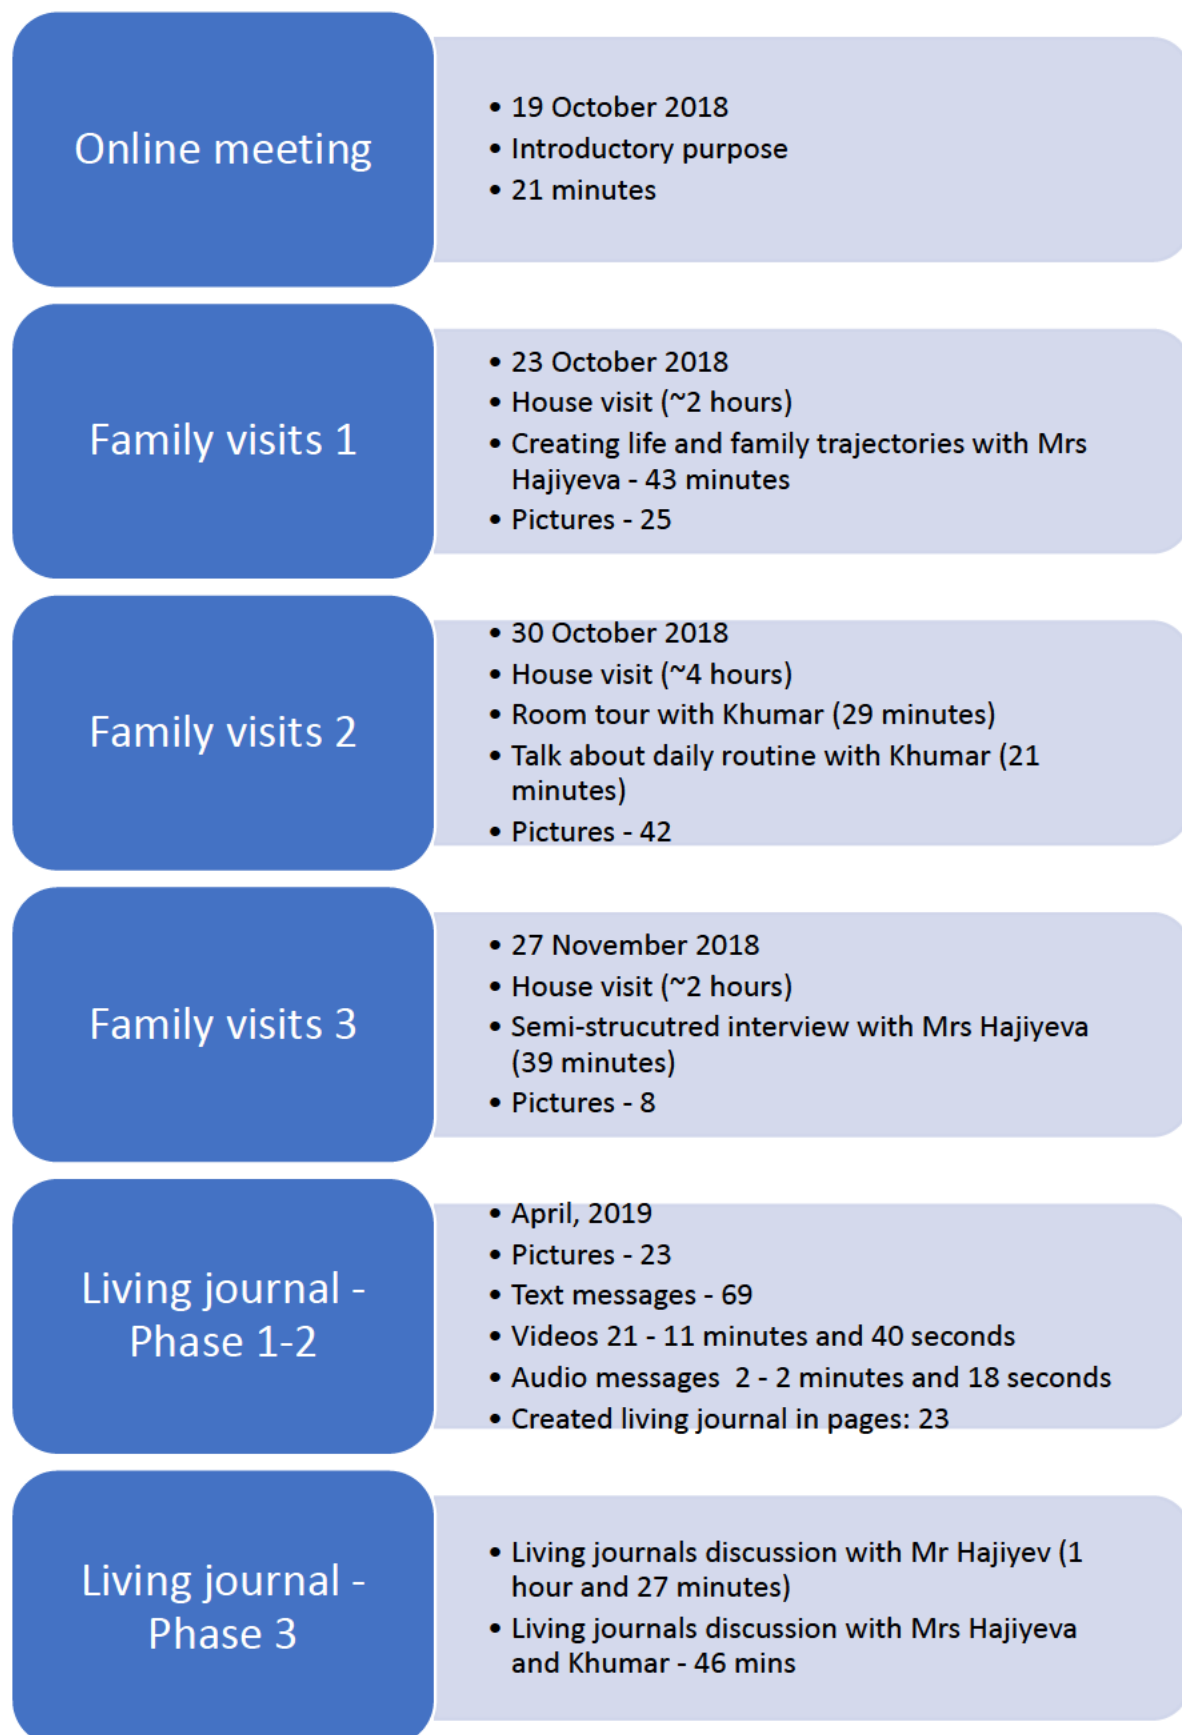 Online meeting
• 19 October 2018
• Introductory purpose
• 21 minutes
Family visits 1
• 23 October 2018
• House visit (~2 hours)
• Creating life and family trajectories with Mrs
Hajiyeva - 43 minutes
• Pictures - 25
Family visits 2
• 30 October 2018
• House visit (~4 hours)
• Room tour with Khumar (29 minutes)
• Talk about daily routine with Khumar (21
minutes)
• Pictures - 42
Family visits 3
• 27 November 2018
• House visit (~2 hours)
• Semi-strucutred interview with Mrs Hajiyeva
(39 minutes)
• Pictures - 8
Living journal -
Phase 1-2
• April, 2019
• Pictures - 23
• Text messages - 69
• Videos 21 - 11 minutes and 40 seconds
• Audio messages  2 - 2 minutes and 18 seconds
• Created living journal in pages: 23
Living journal -
Phase 3
• Living journals discussion with Mr Hajiyev (1
hour and 27 minutes)
• Living journals discussion with Mrs Hajiyeva
and Khumar - 46 mins